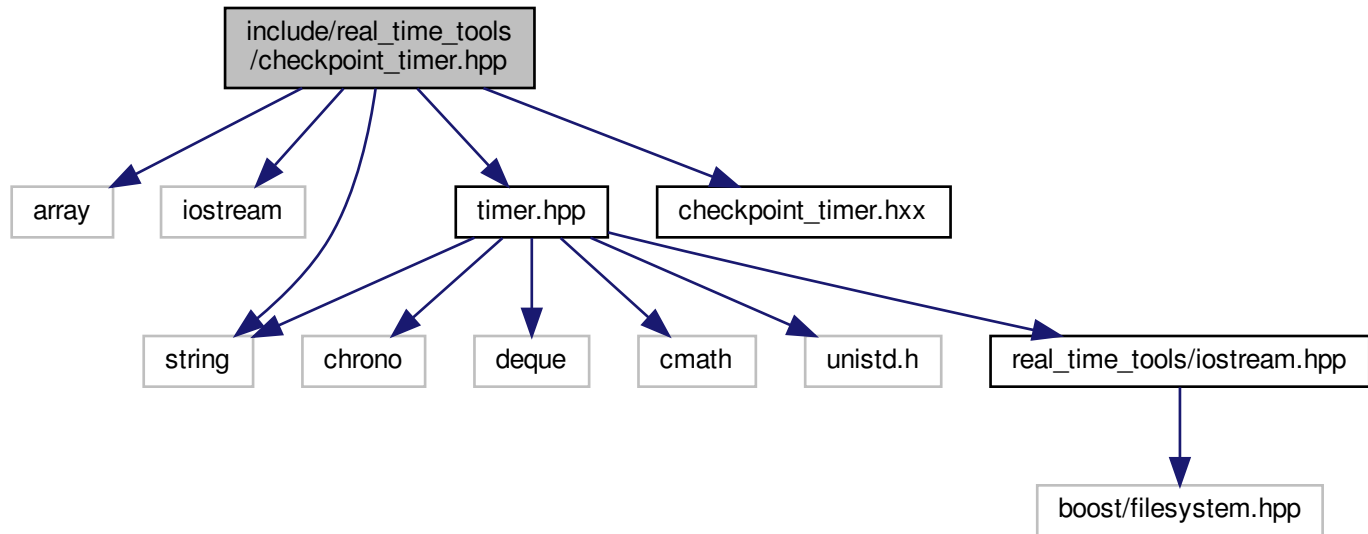 include/real_time_tools
/checkpoint_timer.hpp
array
iostream
timer.hpp
checkpoint_timer.hxx
string
chrono
deque
cmath
unistd.h
real_time_tools/iostream.hpp
boost/filesystem.hpp